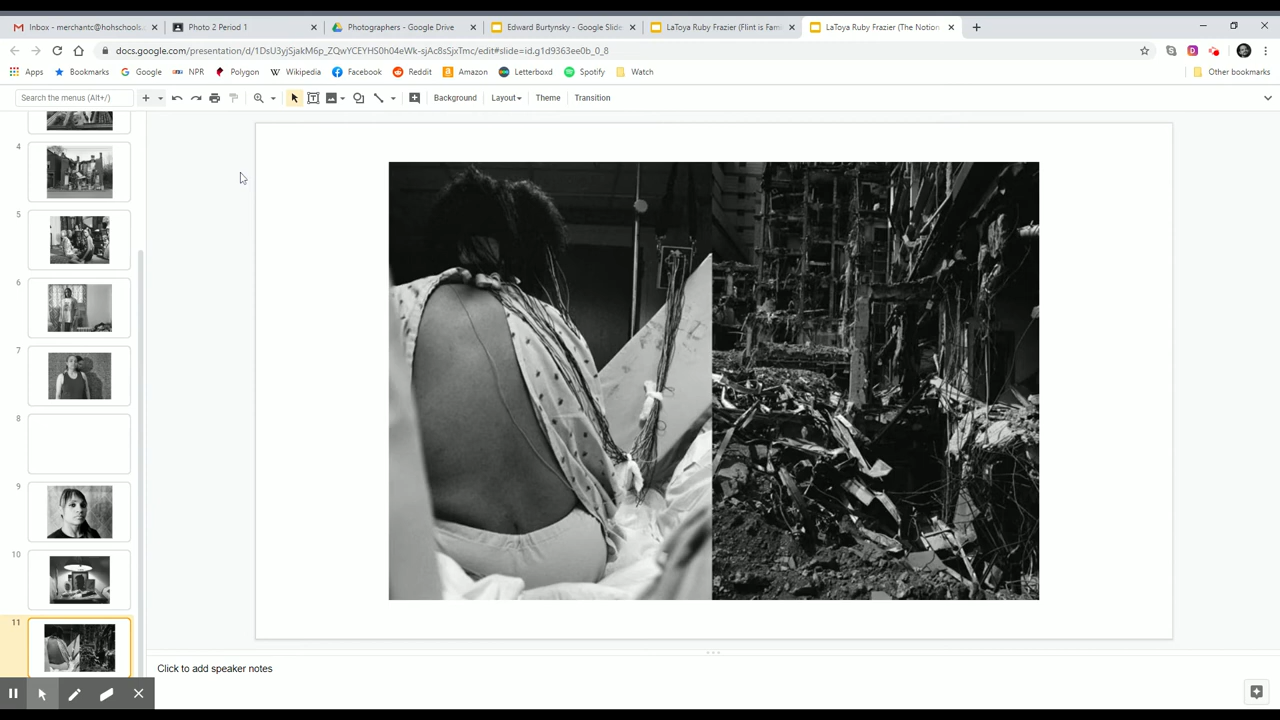 Inbox - merchantc@holschools.
Photo 2 Period 1
Photographers - Google Drive
Edward Burtynsky - Google Slide
LaToya Ruby Frazier (Flint is Fami
LaToya Ruby Frazier (The Notion
docs.google.com/presentation/d/1DsU3yjSjakM6p_ZQwYCEYHS0h04eWk-sjAc8sSjxTmc/edit#slide=id.g1d9363ee0b_0_8
Apps
Bookmarks
Google
NPR
Polygon
Wikipedia
Facebook
Reddit
Amazon
Letterboxd
Spotify
Watch
Other bookmarks
Search the menus (Alt+/)
Background
Layout
Theme
Transition
4
5
6
7
8
9
10
11
Click to add speaker notes